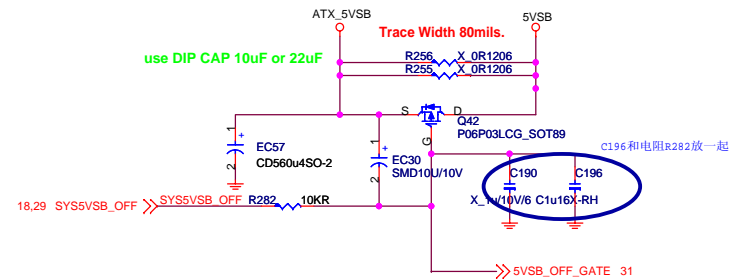 ATX_5VSB
5VSB
Trace Width 80mils.
use DIP CAP 10uF or 22uF
R256 X_0R1206
R255 X_0R1206
S D
G
Q42
P06P03LCG_SOT89
1
+
2
EC57
CD560u4SO-2
1
+
2
EC30
SMD10U/10V
C196和电阻R282放一起
C190
X_1u/10V/6
C196
C1u16X-RH
18,29 SYS5VSB_OFF
SYS5VSB_OFF R282 10KR
5VSB_OFF_GATE 31